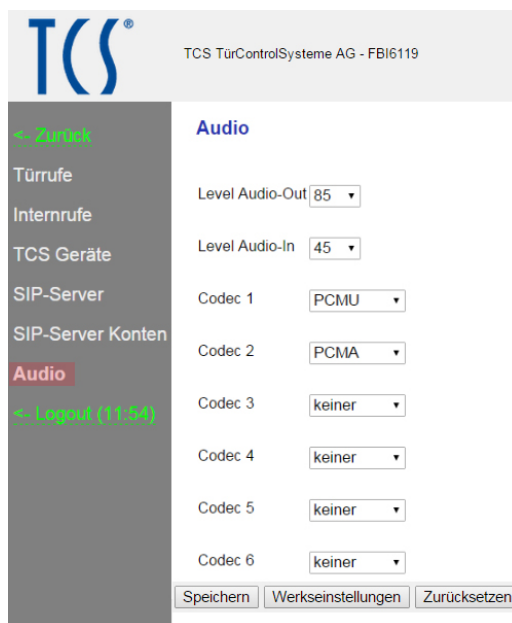 TCS®
TCS TürControlSysteme AG - FBI6119
<- Zurück
Türrufe
Internrufe
TCS Geräte
SIP-Server
SIP-Server Konten
Audio
<- Logout (11:54)
Audio
Level Audio-Out 85
Level Audio-In 45
Codec 1 PCMU
Codec 2 PCMA
Codec 3 keiner
Codec 4 keiner
Codec 5 keiner
Codec 6 keiner
Speichern Werkseinstellungen Zurücksetzen